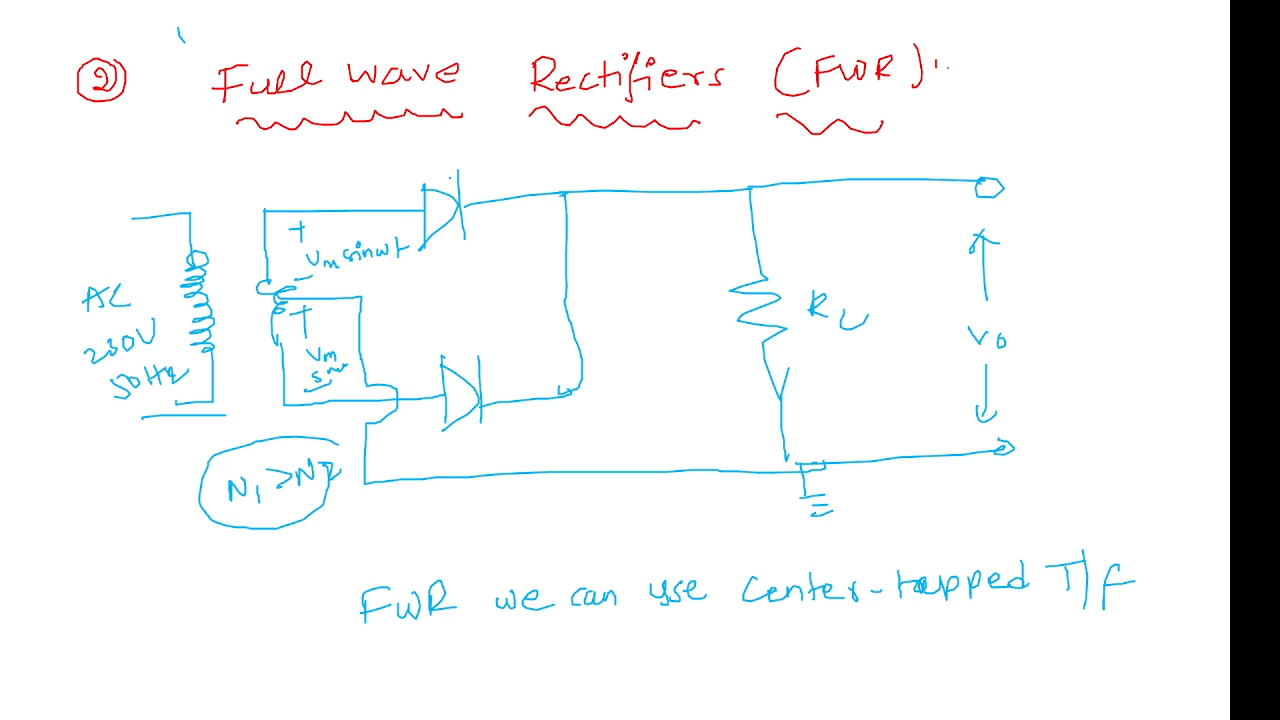 2 Full wave Rectifiers (FWR):
+
Vm sinωt
-
+
Vm
AC
230V
50Hz
RL
Vo
N1 > N2
FWR we can use center-tapped T/f